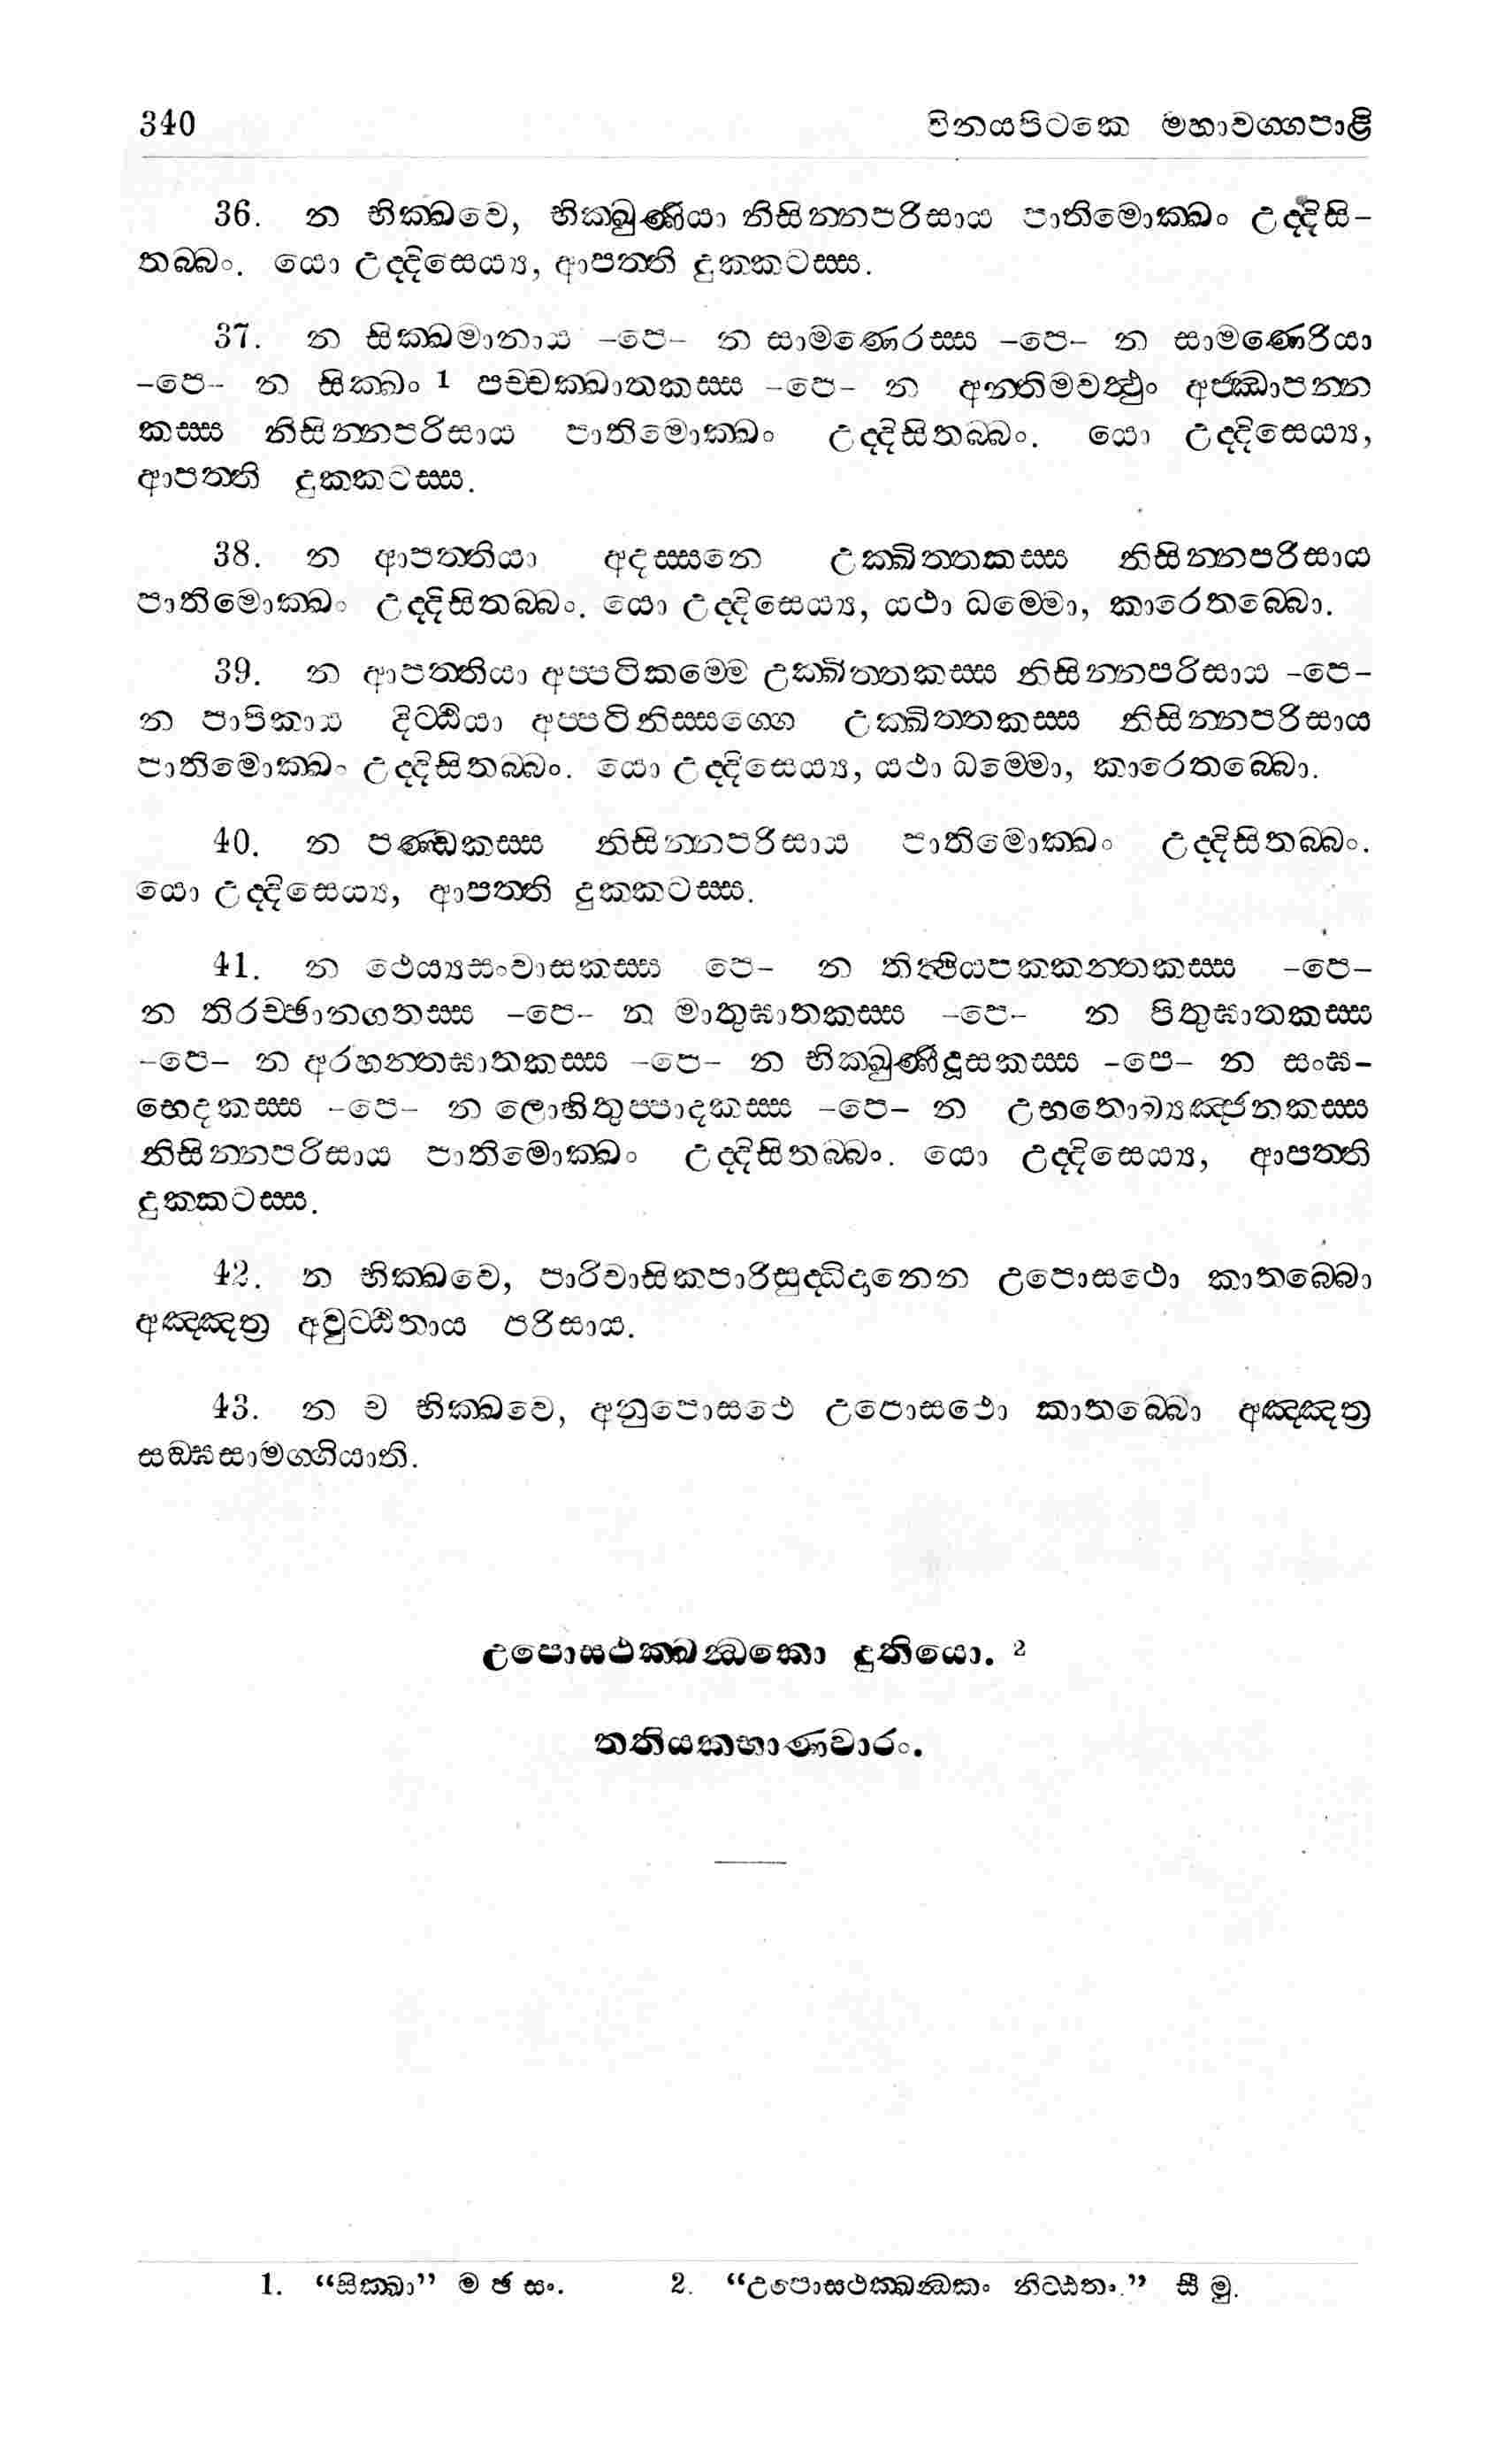 340 විනයපිටකෙ මහාවග්ගපාළි
36. න භික්ඛවෙ, භික්ඛුණියා නිසින්නපරිසාය පාතිමොක්ඛං උද්දිසි-
තබ්බං. යො උද්දිසෙය්‍ය, ආපත්ති දුක්කටස්ස.
37. න සික්ඛමානාය -පෙ- න සාමණෙරස්ස -පෙ- න සාමණෙරියා
-පෙ- න සික්ඛං 1 පච්චක්ඛාතකස්ස -පෙ- න අන්තිමවත්ථුං අජ්ඣාපන්න
කස්ස නිසින්නපරිසාය පාතිමොක්ඛං උද්දිසිතබ්බං. යො උද්දිසෙය්‍ය,
ආපත්ති දුක්කටස්ස.
38. න ආපත්තියා අදස්සනෙ උක්ඛිත්තකස්ස නිසින්නපරිසාය
පාතිමොක්ඛං උද්දිසිතබ්බං. යො උද්දිසෙය්‍ය, යථා ධම්මො, කාරෙතබ්බො.
39. න ආපත්තියා අප්පටිකම්මෙ උක්ඛිත්තකස්ස නිසින්නපරිසාය -පෙ-
න පාපිකාය දිට්ඨියා අප්පටිනිස්සග්ගෙ උක්ඛිත්තකස්ස නිසින්නපරිසාය
පාතිමොක්ඛං උද්දිසිතබ්බං. යො උද්දිසෙය්‍ය, යථා ධම්මො, කාරෙතබ්බො.
40. න පණ්ඩකස්ස නිසින්නපරිසාය පාතිමොක්ඛං උද්දිසිතබ්බං.
යො උද්දිසෙය්‍ය, ආපත්ති දුක්කටස්ස.
41. න ථෙය්‍යසංවාසකස්ස පෙ- න තිත්ථියපක්කන්තකස්ස -පෙ-
න තිරච්ඡානගතස්ස -පෙ- න මාතුඝාතකස්ස -පෙ- න පිතුඝාතකස්ස
-පෙ- න අරහන්තඝාතකස්ස -පෙ- න භික්ඛුණීදූසකස්ස -පෙ- න සංඝ-
භෙදකස්ස -පෙ- න ලොහිතුප්පාදකස්ස -පෙ- න උභතොබ්‍යඤ්ජනකස්ස
නිසින්නපරිසාය පාතිමොක්ඛං උද්දිසිතබ්බං. යො උද්දිසෙය්‍ය, ආපත්ති
දුක්කටස්ස.
42. න භික්ඛවෙ, පාරිවාසිකපාරිසුද්ධිදානෙන උපොසථො කාතබ්බො
අඤ්ඤත්‍ර අවුට්ඨිතාය පරිසාය.
43. න ච භික්ඛවෙ, අනුපොසථෙ උපොසථො කාතබ්බො අඤ්ඤත්‍ර
සඞ්ඝසාමග්ගියාති.
උපොසථක්ඛන්ධකො දුතියො. 2
තතියකභාණවාරං.
1. “සික්ඛා” ම ඡ සං. 2. “උපොසථක්ඛන්ධකං නිට්ඨිතං.” සී මු.